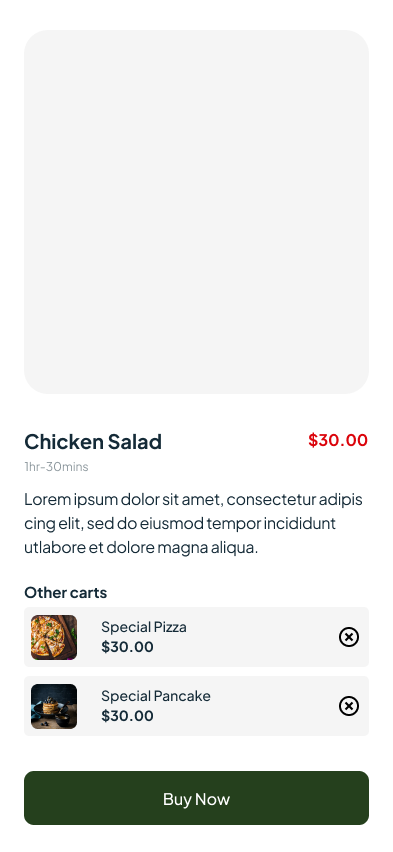 Chicken Salad
$30.00
1hr-30mins
Lorem ipsum dolor sit amet, consectetur adipis
cing elit, sed do eiusmod tempor incididunt
utlabore et dolore magna aliqua.
Other carts
Special Pizza
$30.00
Special Pancake
$30.00
Buy Now